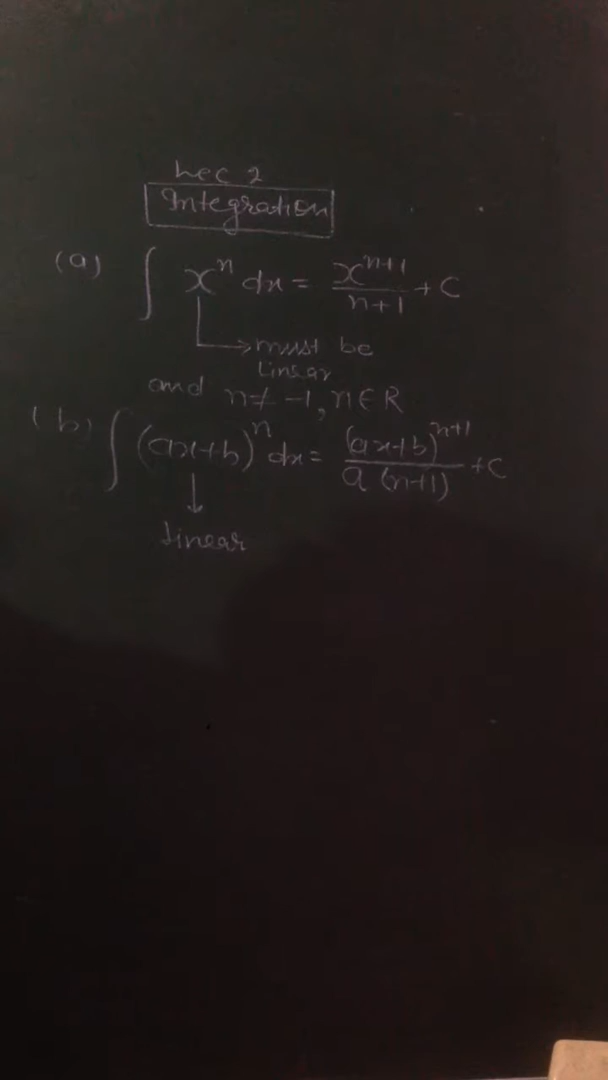 Lec 2
Integration
(a) ∫ xⁿ dx = xⁿ⁺¹/n+1 + C
→ must be
linear
and n ≠ -1, n ∈ R
(b) ∫ (ax+b)ⁿ dx = (ax+b)ⁿ⁺¹/a(n+1) + C
↓
linear